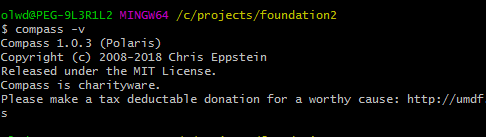 olwd@PEG-9L3R1L2 MINGW64 /c/projects/foundation2
$ compass -v
Compass 1.0.3 (Polaris)
Copyright (c) 2008-2018 Chris Eppstein
Released under the MIT License.
Compass is charityware.
Please make a tax deductable donation for a worthy cause: http://umdf.
s